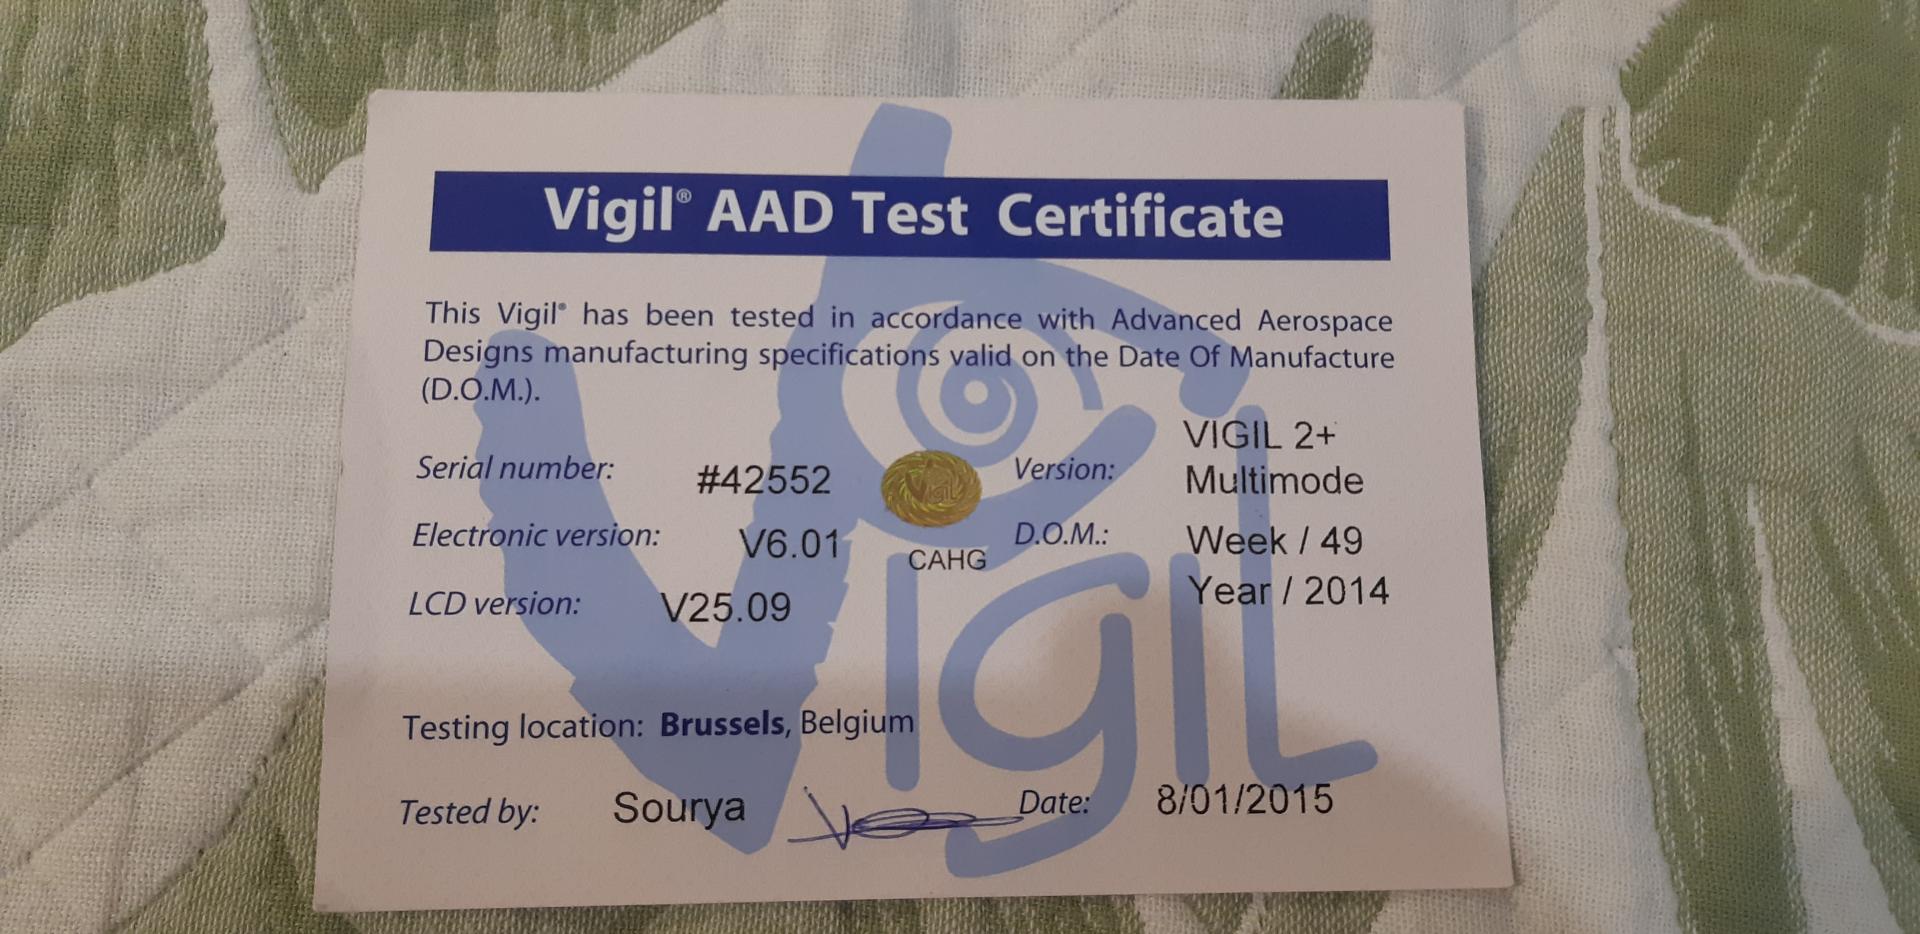 Vigil® AAD Test Certificate
This Vigil® has been tested in accordance with Advanced Aerospace
Designs manufacturing specifications valid on the Date Of Manufacture
(D.O.M.).
Serial number: #42552 Version: VIGIL 2+
Multimode
Electronic version: V6.01 D.O.M.: Week / 49
CAHG
Year / 2014
LCD version: V25.09
Testing location: Brussels, Belgium
Tested by: Sourya Date: 8/01/2015
VIGIL
Vigil